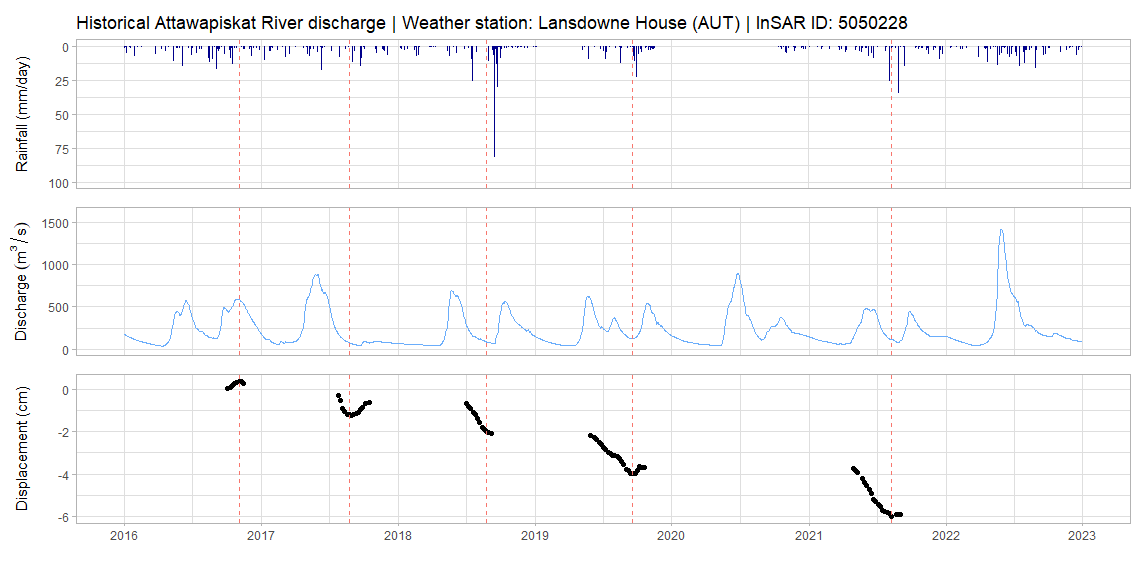 Historical Attawapiskat River discharge | Weather station: Lansdowne House (AUT) | InSAR ID: 5050228
Rainfall (mm/day)
0
25
50
75
100
Discharge (m³ / s)
1500
1000
500
0
Displacement (cm)
0
-2
-4
-6
2016 2017 2018 2019 2020 2021 2022 2023